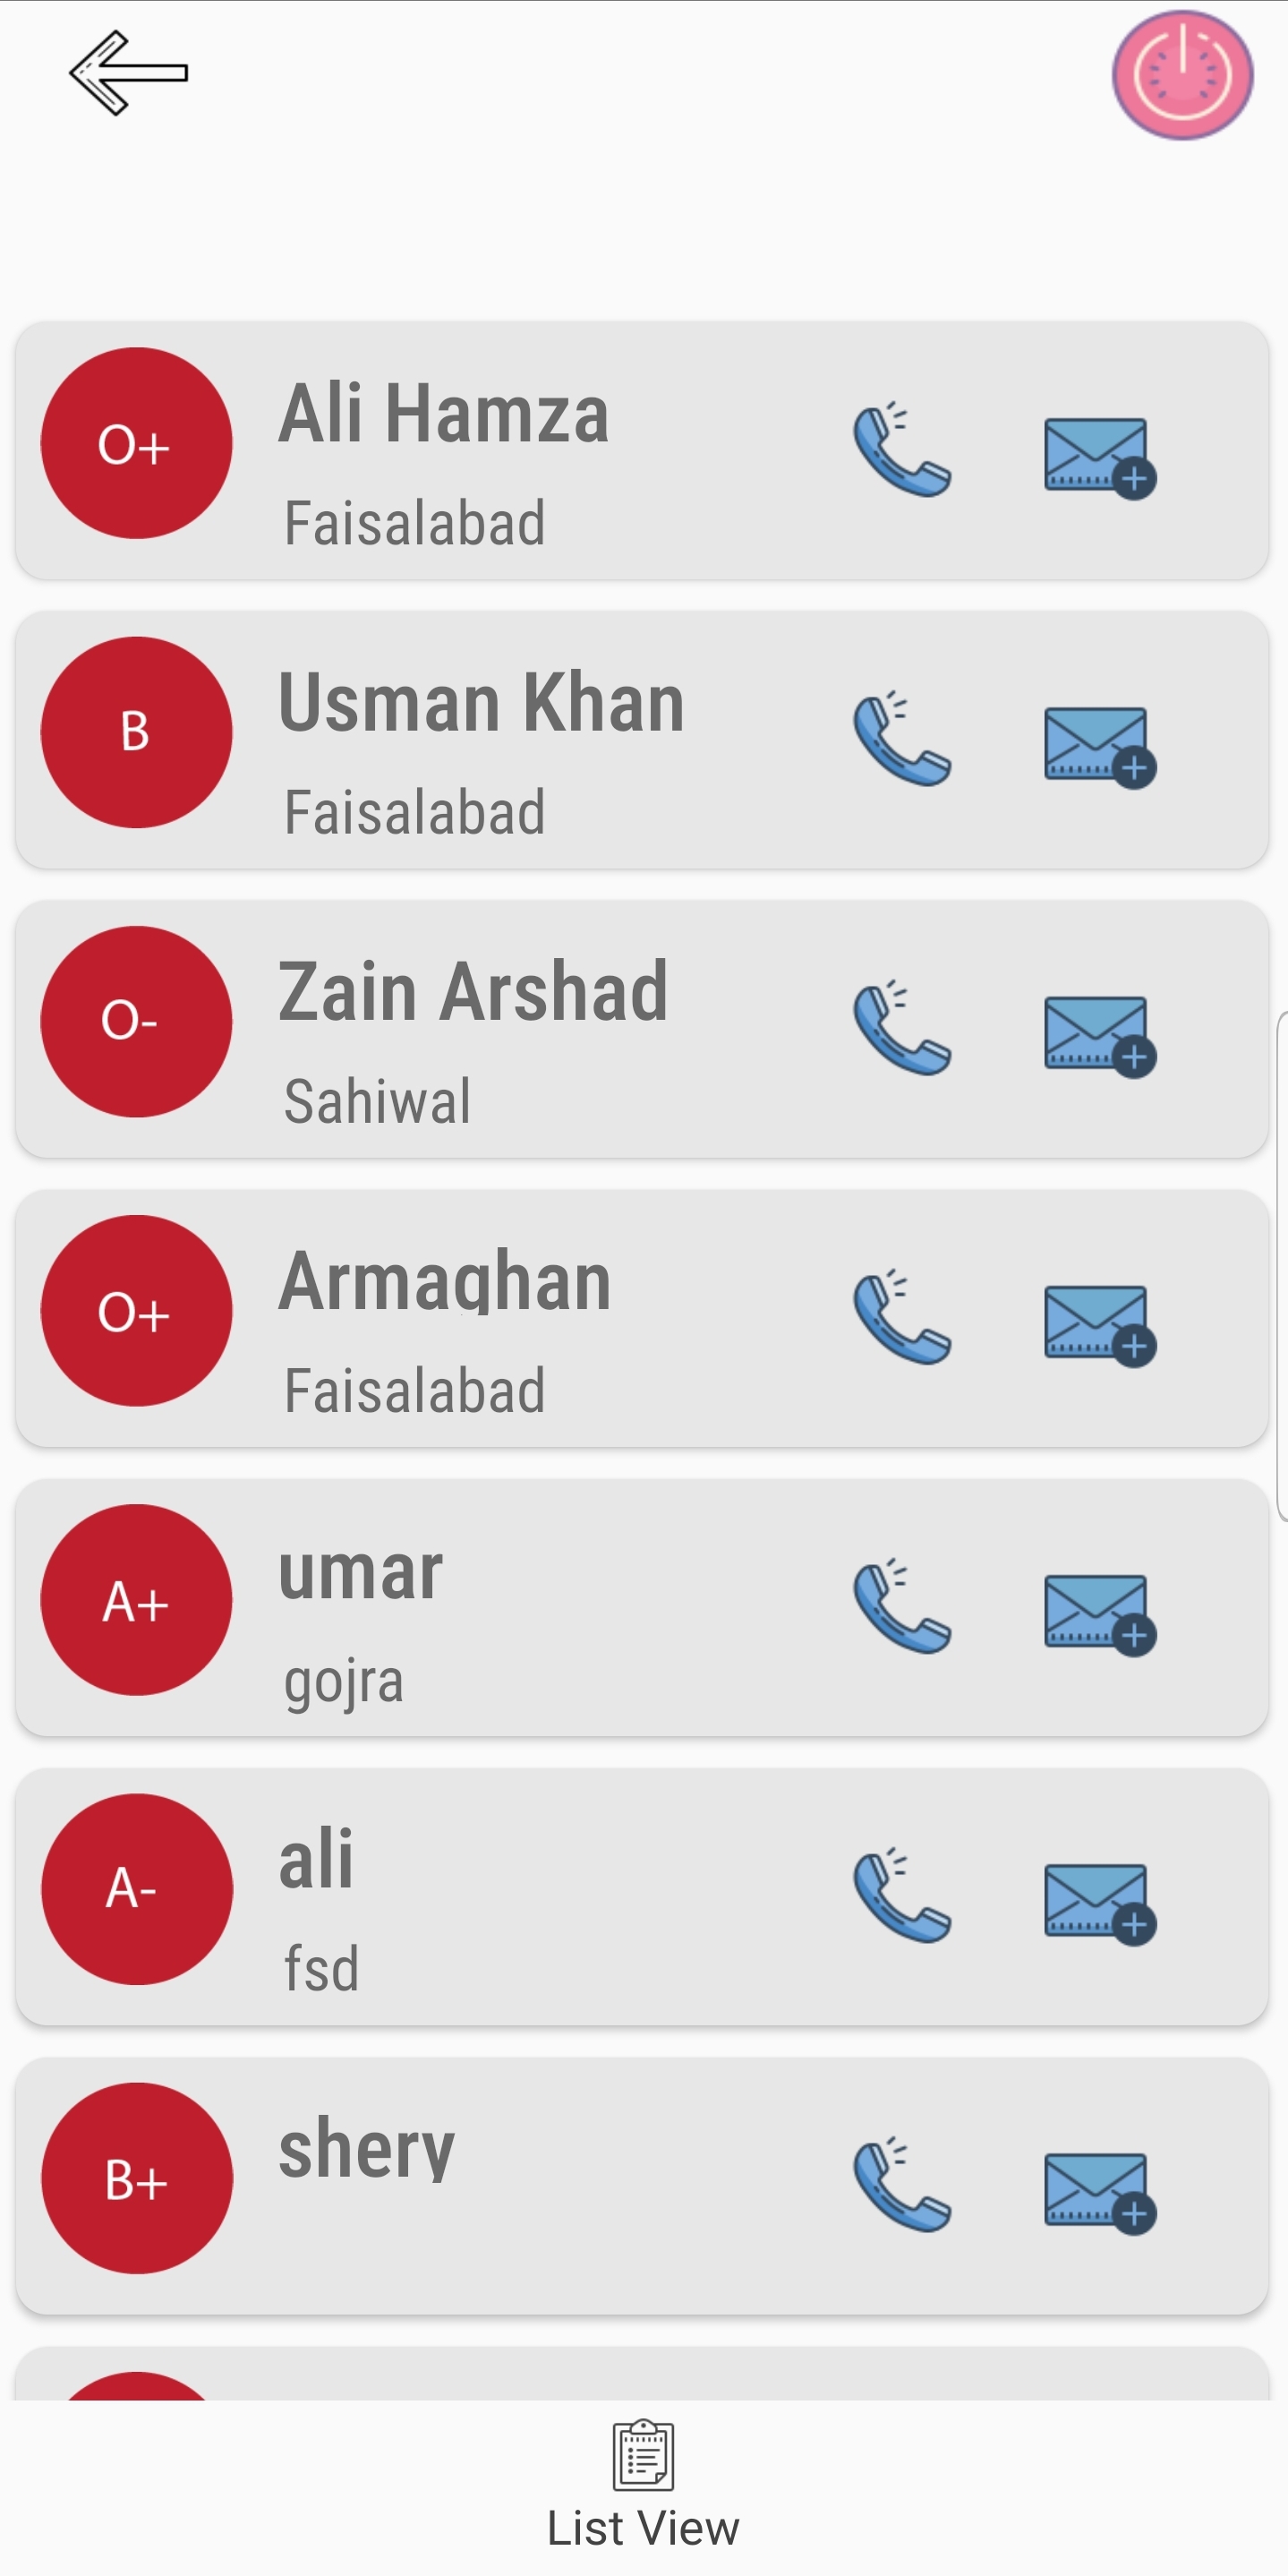 O+
Ali Hamza
Faisalabad
B
Usman Khan
Faisalabad
O-
Zain Arshad
Sahiwal
O+
Armaghan
Faisalabad
A+
umar
gojra
A-
ali
fsd
B+
shery
List View